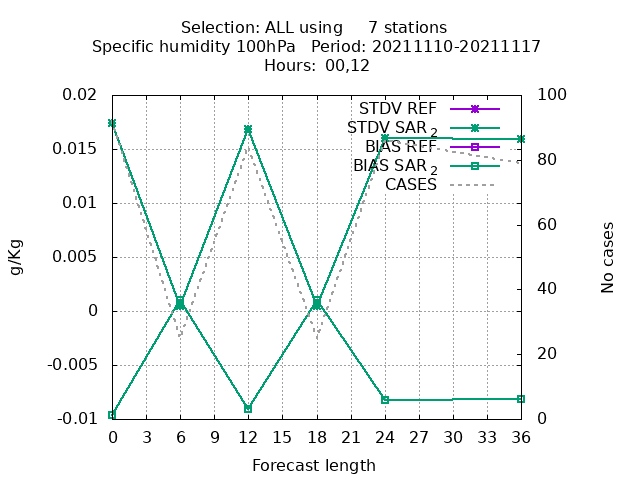 Selection: ALL using 7 stations
Specific humidity 100hPa Period: 20211110-20211117
Hours: 00,12
0.02
0.015
0.01
0.005
0
-0.005
-0.01
g/Kg
STDV REF
STDV SAR 2
BIAS REF
BIAS SAR 2
CASES
100
80
60
40
20
0
No cases
0 3 6 9 12 15 18 21 24 27 30 33 36
Forecast length